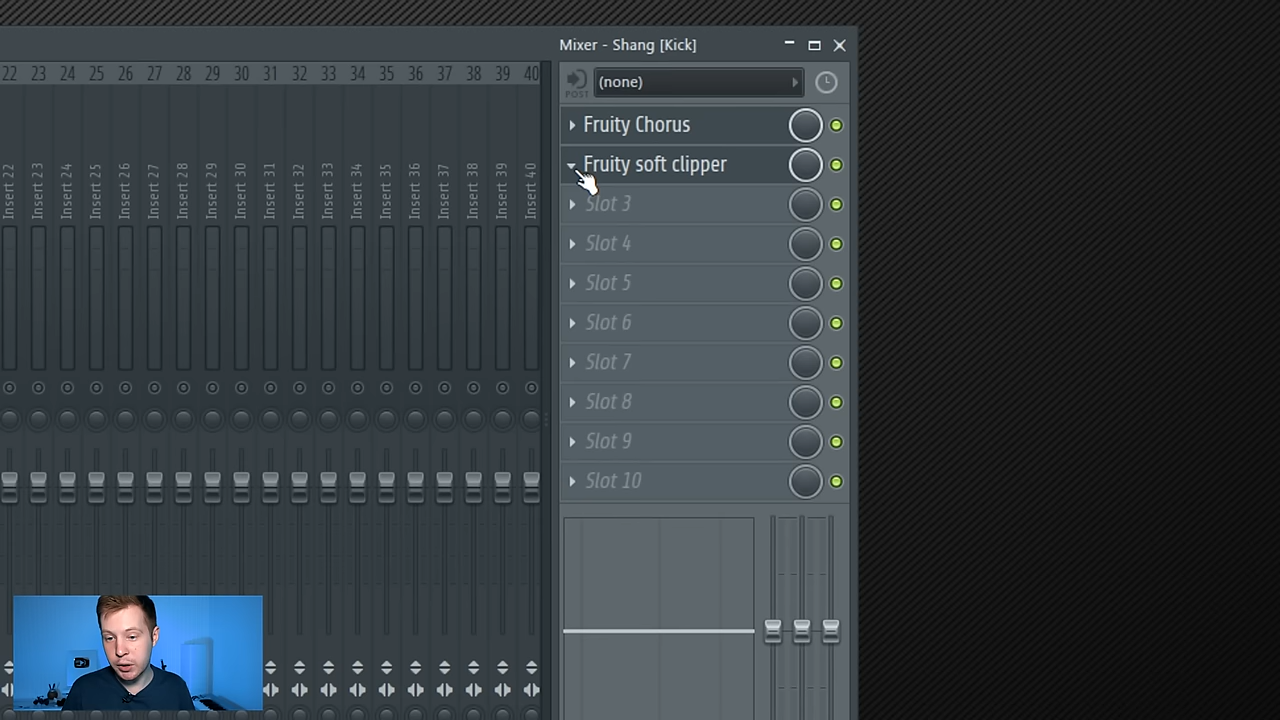 Mixer - Shang [Kick]
22 23 24 25 26 27 28 29 30 31 32 33 34 35 36 37 38 39 40
POST
(none)
Fruity Chorus
Fruity soft clipper
Slot 3
Slot 4
Slot 5
Slot 6
Slot 7
Slot 8
Slot 9
Slot 10
Insert 22
Insert 23
Insert 24
Insert 25
Insert 26
Insert 27
Insert 28
Insert 29
Insert 30
Insert 31
Insert 32
Insert 33
Insert 34
Insert 35
Insert 36
Insert 37
Insert 38
Insert 39
Insert 40